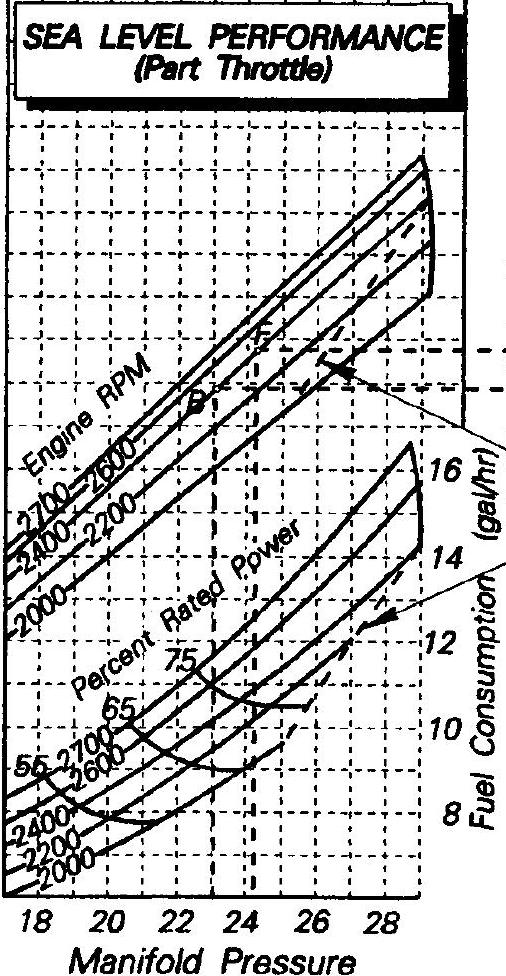 SEA LEVEL PERFORMANCE
(Part Throttle)
F
B
Engine RPM
2700
2600
2400
2200
2000
16
14
12
10
8
Fuel Consumption (gal/hr)
Percent Rated Power
75
65
55
2700
2600
2400
2200
2000
18 20 22 24 26 28
Manifold Pressure